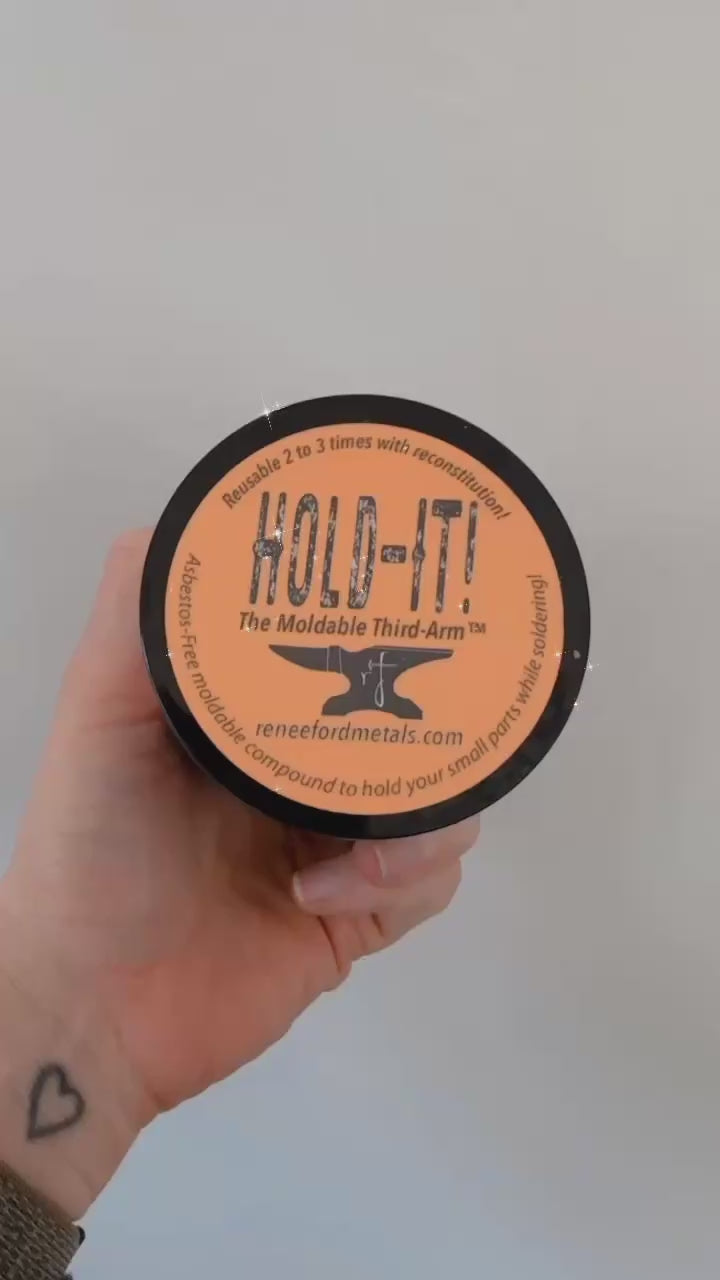 Reusable 2 to 3 times with reconstitution!
HOLD-IT!
The Moldable Third-Arm™
rf
reneefordmetals.com
Asbestos-Free moldable compound to hold your small parts while soldering!